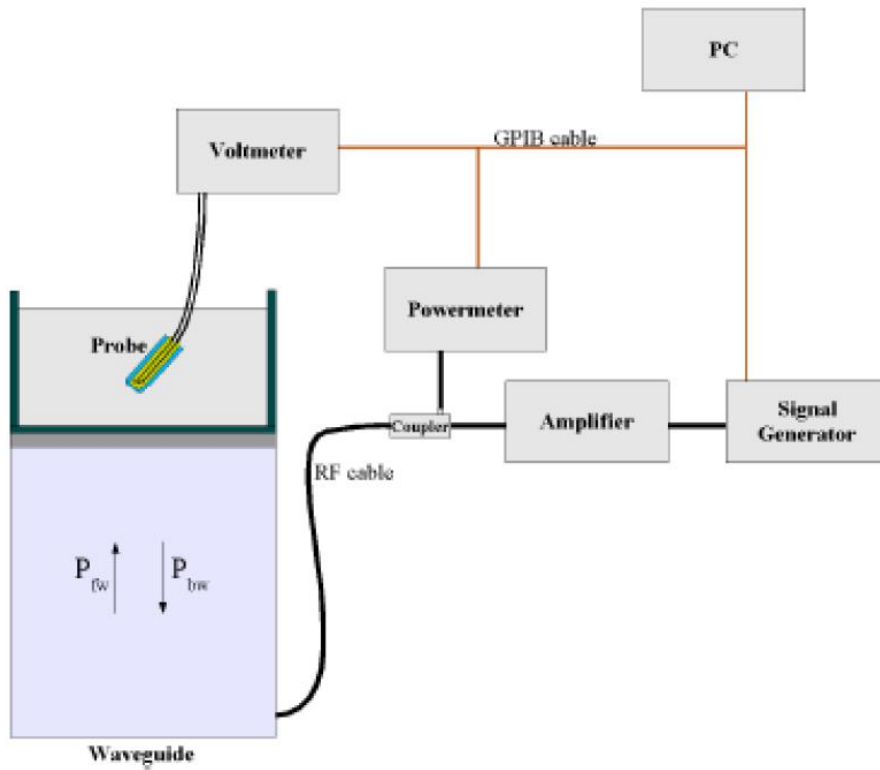 PC
Voltmeter
GPIB cable
Powermeter
Probe
Coupler
Amplifier
Signal
Generator
RF cable
P fw
P bw
Waveguide